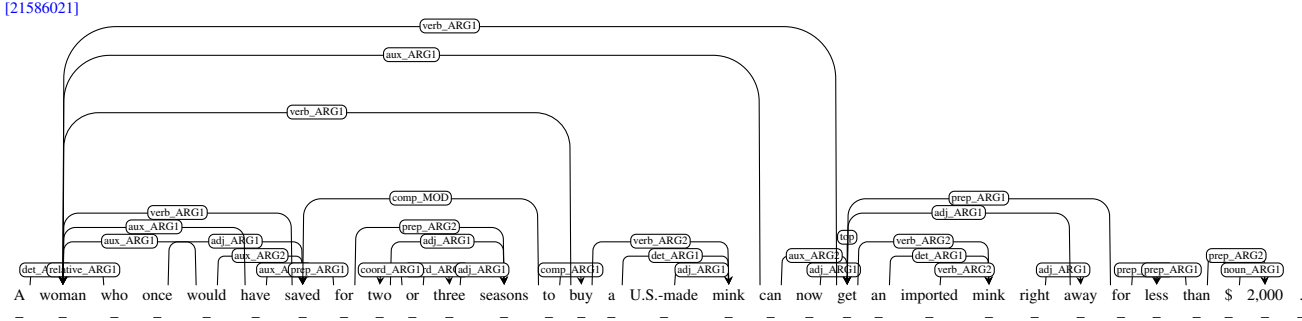 [21586021]
verb_ARG1
aux_ARG1
verb_ARG1
comp_MOD prep_ARG1
verb_ARG1 adj_ARG1
aux_ARG1 prep_ARG2 top
aux_ARG1 adj_ARG1 adj_ARG1 verb_ARG2 verb_ARG2
aux_ARG2 det_ARG1 aux_ARG2 det_ARG1 prep_ARG2
relative_ARG1 prep_ARG1 coord_ARG1 adj_ARG1 comp_ARG1 adj_ARG1 adj_ARG1 verb_ARG2 adj_ARG1 prep_ARG1 noun_ARG1
A woman who once would have saved for two or three seasons to buy a U.S.-made mink can now get an imported mink right away for less than $ 2,000 .
_ _ _ _ _ _ _ _ _ _ _ _ _ _ _ _ _ _ _ _ _ _ _ _ _ _ _ _ _ _ _